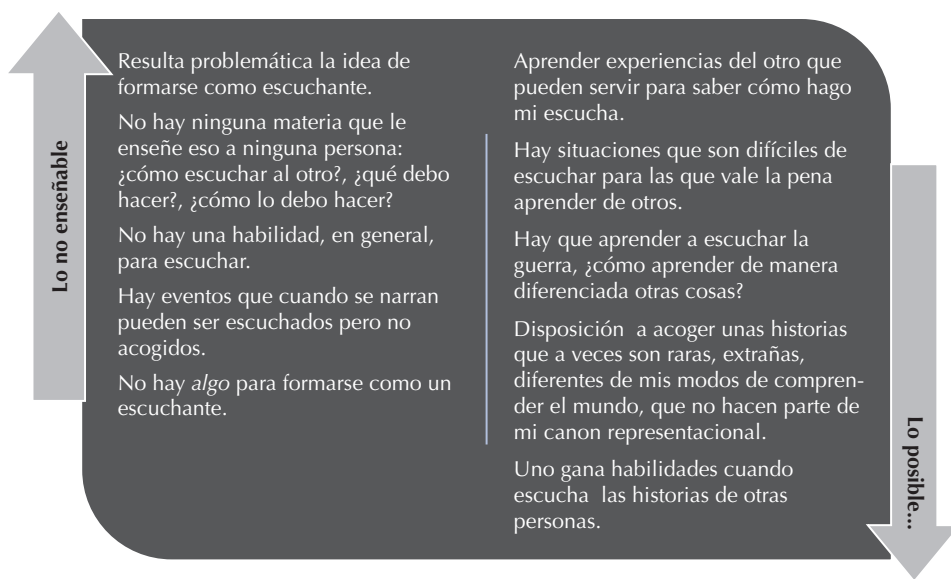 Lo no enseñable
Resulta problemática la idea de
formarse como escuchante.
No hay ninguna materia que le
enseñe eso a ninguna persona:
¿cómo escuchar al otro?, ¿qué debo
hacer?, ¿cómo lo debo hacer?
No hay una habilidad, en general,
para escuchar.
Hay eventos que cuando se narran
pueden ser escuchados pero no
acogidos.
No hay algo para formarse como un
escuchante.
Aprender experiencias del otro que
pueden servir para saber cómo hago
mi escucha.
Hay situaciones que son difíciles de
escuchar para las que vale la pena
aprender de otros.
Hay que aprender a escuchar la
guerra, ¿cómo aprender de manera
diferenciada otras cosas?
Disposición a acoger unas historias
que a veces son raras, extrañas,
diferentes de mis modos de compren-
der el mundo, que no hacen parte de
mi canon representacional.
Uno gana habilidades cuando
escucha las historias de otras
personas.
Lo posible...